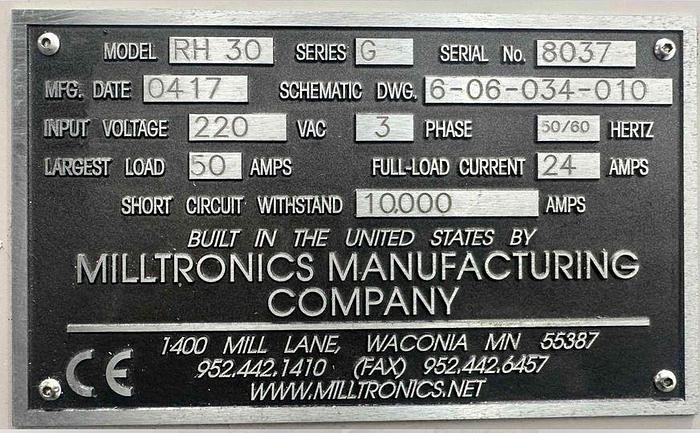 MODEL RH 30 SERIES G SERIAL No. 8037
MFG. DATE 0417 SCHEMATIC DWG. 6-06-034-010
INPUT VOLTAGE 220 VAC 3 PHASE 50/60 HERTZ
LARGEST LOAD 50 AMPS FULL-LOAD CURRENT 24 AMPS
SHORT CIRCUIT WITHSTAND 10,000 AMPS
BUILT IN THE UNITED STATES BY
MILLTRONICS MANUFACTURING
COMPANY
1400 MILL LANE, WACONIA MN 55387
952.442.1410 (FAX) 952.442.6457
WWW.MILLTRONICS.NET
CE